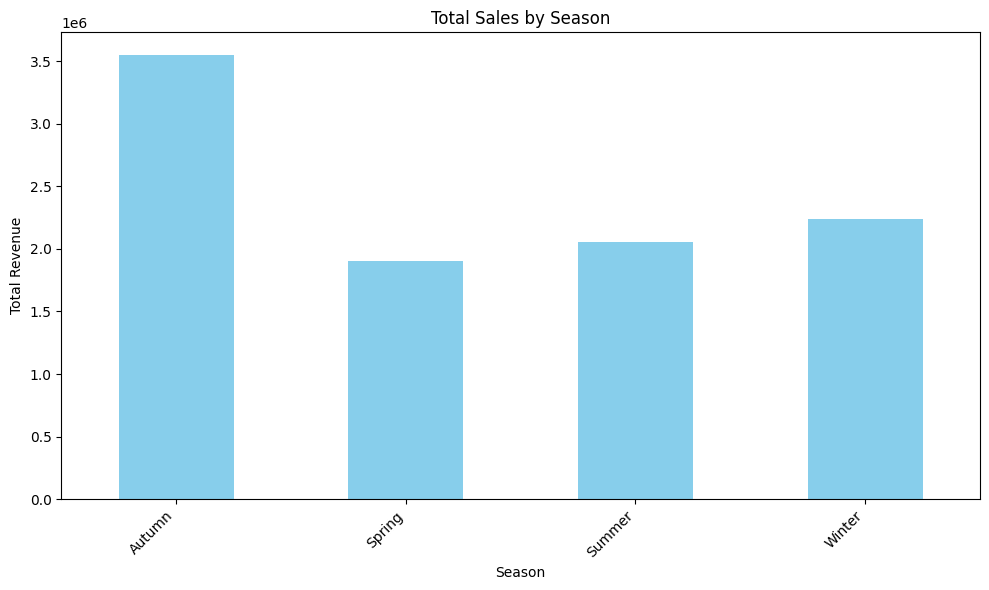 Total Sales by Season
1e6
3.5
3.0
2.5
2.0
1.5
1.0
0.5
0.0
Total Revenue
Autumn
Spring
Summer
Winter
Season